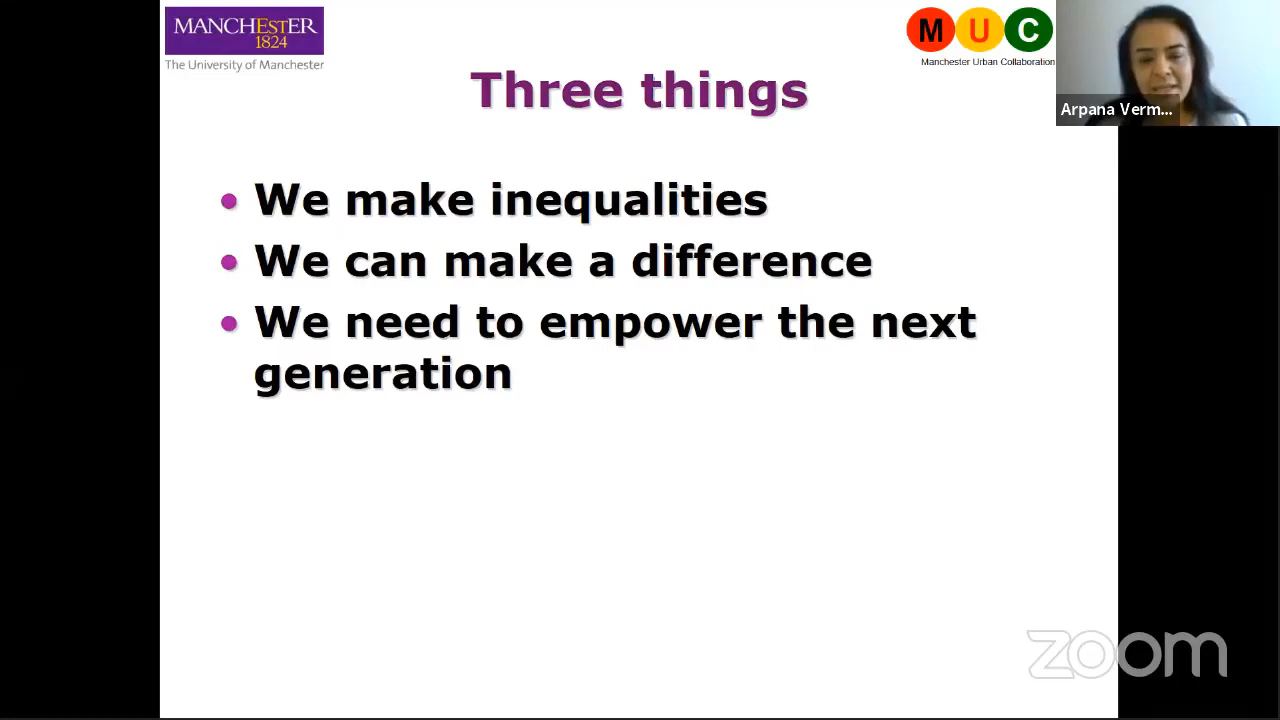 MANCHESTER
1824
The University of Manchester
M U C
Manchester Urban Collaboration
Arpana Verm...
Three things
• We make inequalities
• We can make a difference
• We need to empower the next
generation
zoom